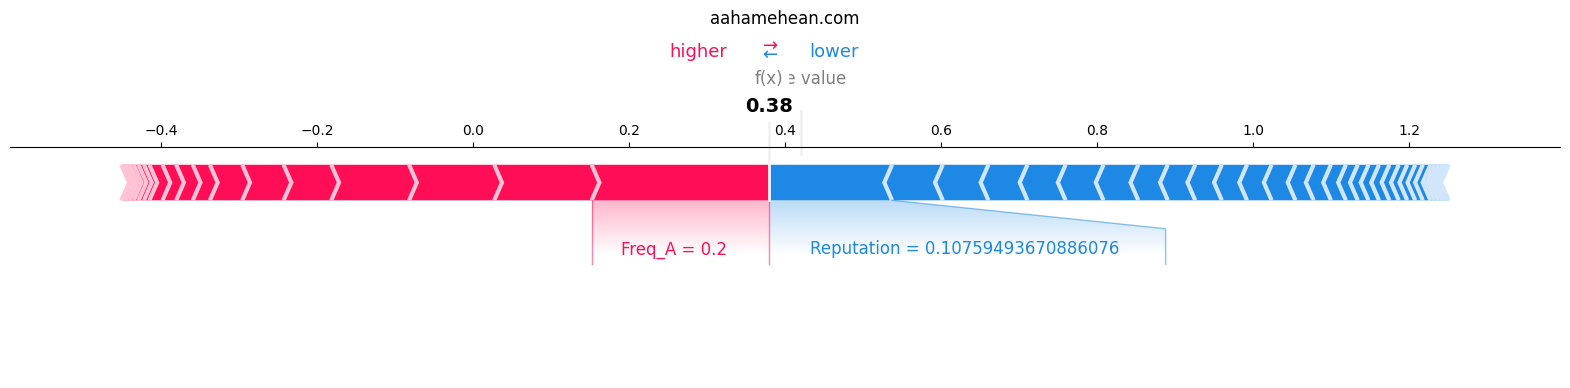 aahamehean.com
higher ⇄ lower
f(x) e value
0.38
−0.4 −0.2 0.0 0.2 0.4 0.6 0.8 1.0 1.2
Freq_A = 0.2 Reputation = 0.10759493670886076